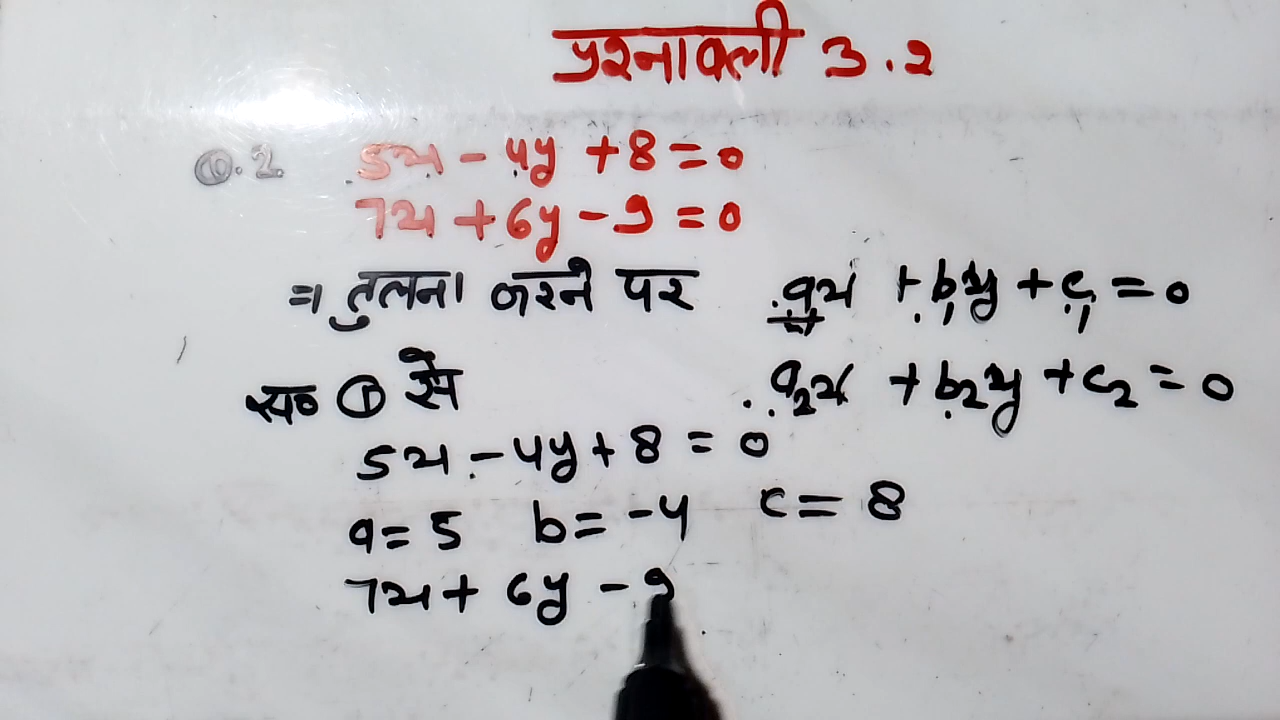 प्रश्नावली 3.2
Q.2. 5x - 4y + 8 = 0
7x + 6y - 9 = 0
⇒ तुलना करने पर a₁x + b₁y + c₁ = 0
स० ① से a₂x + b₂y + c₂ = 0
5x - 4y + 8 = 0
a = 5 b = -4 c = 8
7x + 6y - 9